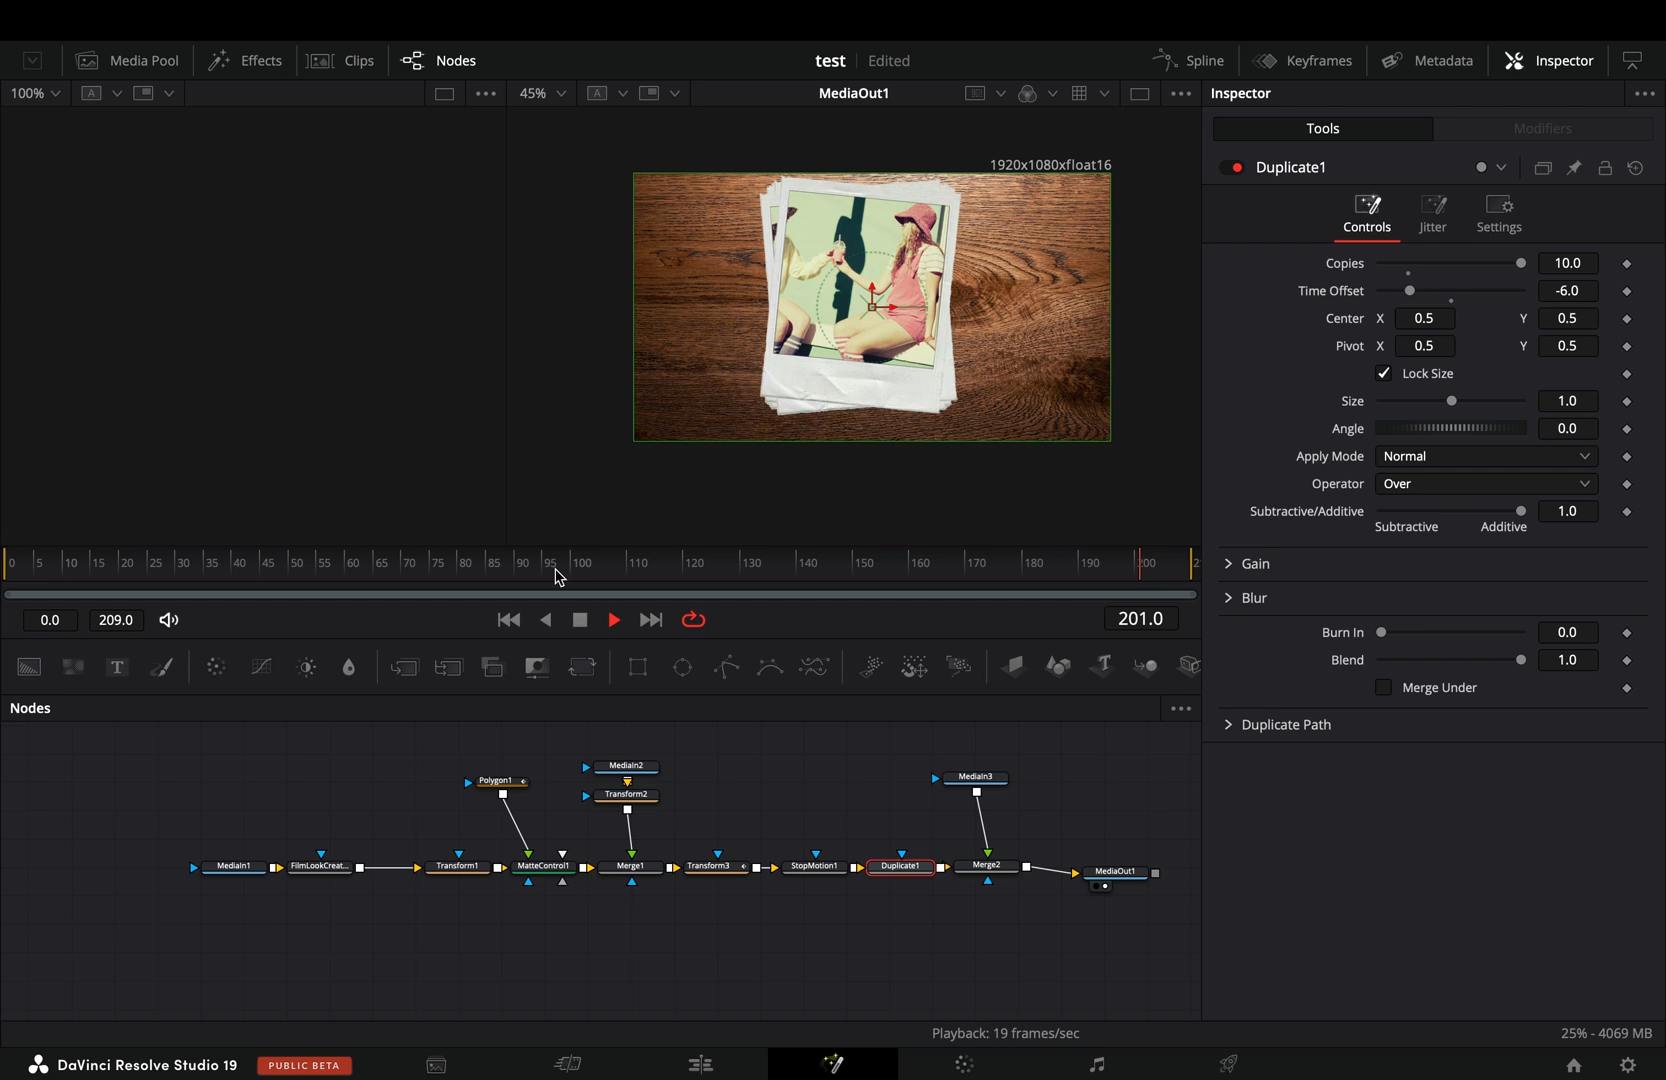 Media Pool Effects Clips Nodes test Edited Spline Keyframes Metadata Inspector
100% A 45% A MediaOut1 Inspector
Tools Modifiers
1920x1080xfloat16
Duplicate1
Controls Jitter Settings
Copies 10.0
Time Offset -6.0
Center X 0.5 Y 0.5
Pivot X 0.5 Y 0.5
Lock Size
Size 1.0
Angle 0.0
Apply Mode Normal
Operator Over
Subtractive/Additive 1.0
Subtractive Additive
Gain
Blur
Burn In 0.0
Blend 1.0
Merge Under
Duplicate Path
0 5 10 15 20 25 30 35 40 45 50 55 60 65 70 75 80 85 90 95 100 110 120 130 140 150 160 170 180 190 200 2
0.0 209.0 201.0
T T
Nodes
Polygon1 MediaIn2 MediaIn3
Transform2
MediaIn1 FilmLookCreat... Transform1 MatteControl1 Merge1 Transform3 StopMotion1 Duplicate1 Merge2 MediaOut1
Playback: 19 frames/sec 25% - 4069 MB
DaVinci Resolve Studio 19 PUBLIC BETA